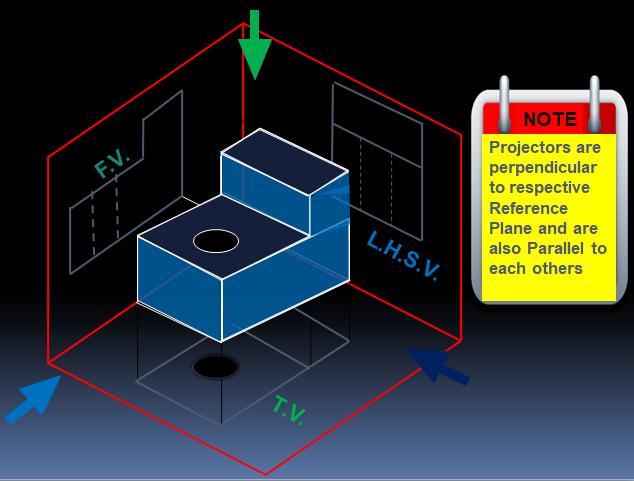 F.V.
L.H.S.V.
T.V.
NOTE
Projectors are
perpendicular
to respective
Reference
Plane and are
also Parallel to
each others